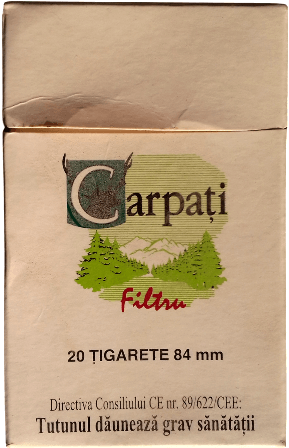 Carpați
Filtru
20 ȚIGARETE 84 mm
Directiva Consiliului CE nr. 89/622/CEE:
Tutunul dăunează grav sănătății